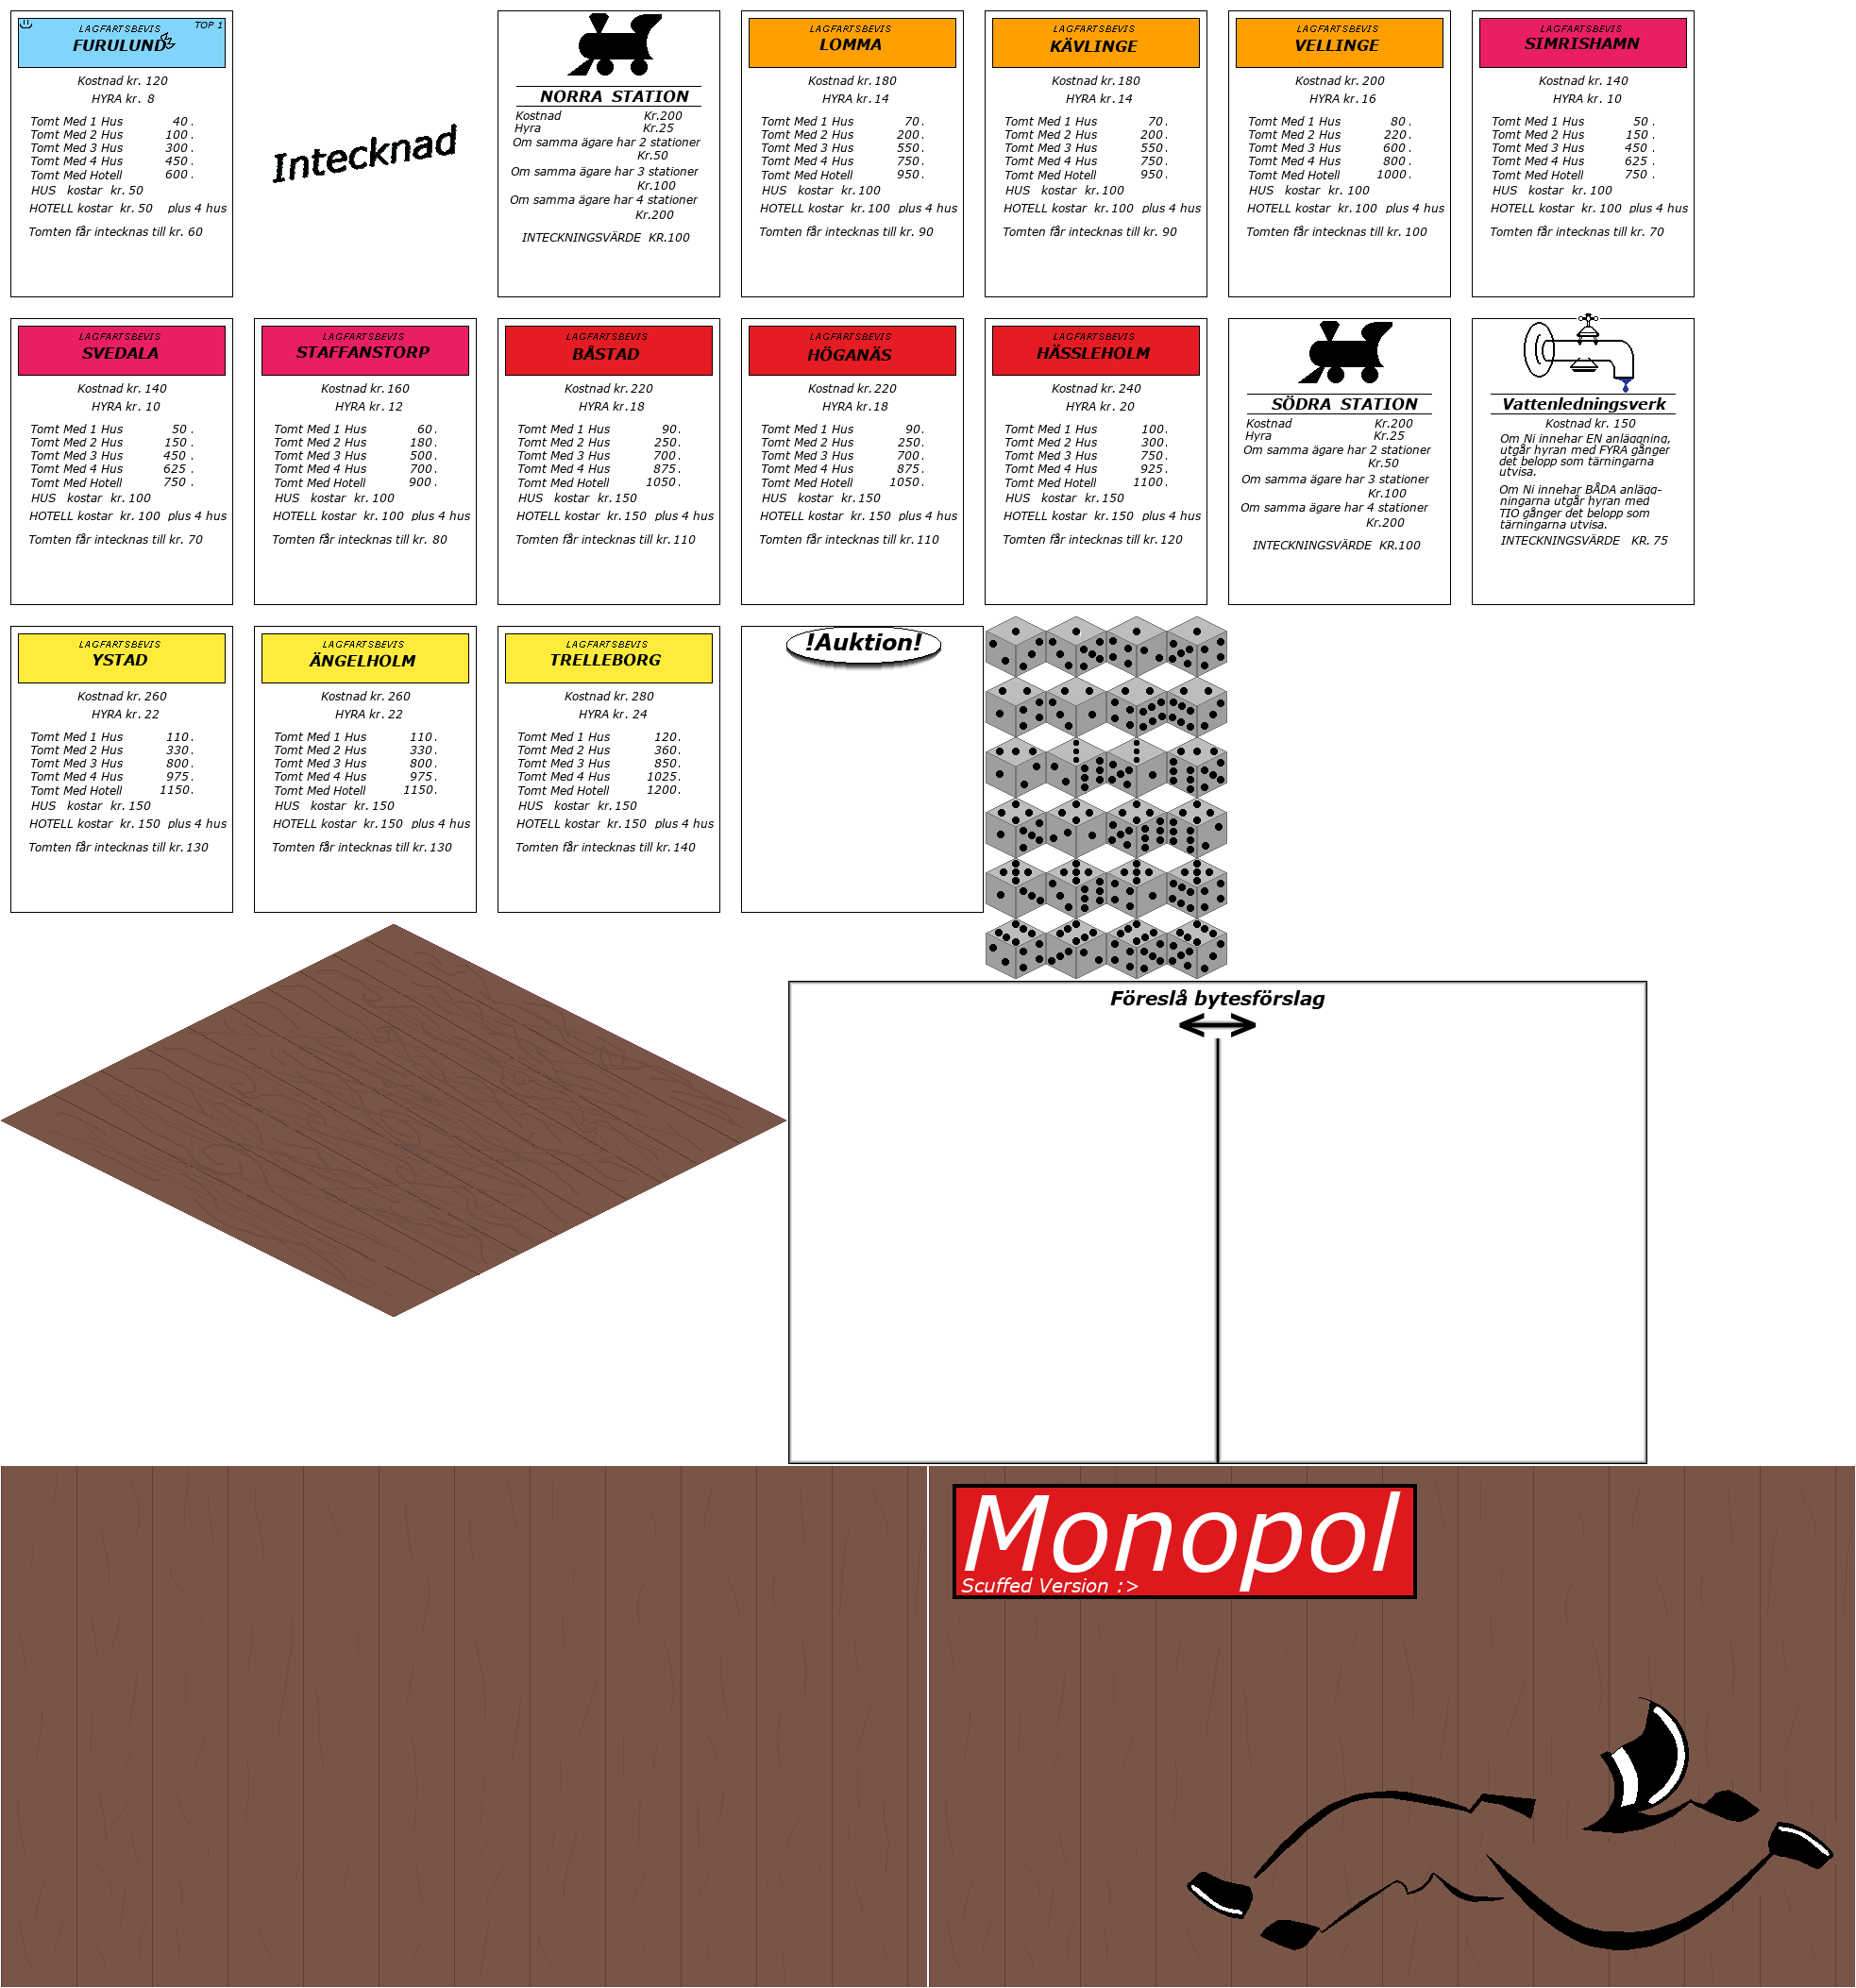 TOP 1
LAGFARTSBEVIS
FURULUND
Kostnad kr. 120
HYRA kr. 8
Tomt Med 1 Hus 40.
Tomt Med 2 Hus 100.
Tomt Med 3 Hus 300.
Tomt Med 4 Hus 450.
Tomt Med Hotell 600.
HUS kostar kr. 50
HOTELL kostar kr. 50 plus 4 hus
Tomten får intecknas till kr. 60
Intecknad
NORRA STATION
Kostnad Kr.200
Hyra Kr.25
Om samma ägare har 2 stationer
Kr.50
Om samma ägare har 3 stationer
Kr.100
Om samma ägare har 4 stationer
Kr.200
INTECKNINGSVÄRDE KR.100
LAGFARTSBEVIS
LOMMA
Kostnad kr.180
HYRA kr.14
Tomt Med 1 Hus 70.
Tomt Med 2 Hus 200.
Tomt Med 3 Hus 550.
Tomt Med 4 Hus 750.
Tomt Med Hotell 950.
HUS kostar kr.100
HOTELL kostar kr.100 plus 4 hus
Tomten får intecknas till kr. 90
LAGFARTSBEVIS
KÄVLINGE
Kostnad kr.180
HYRA kr.14
Tomt Med 1 Hus 70.
Tomt Med 2 Hus 200.
Tomt Med 3 Hus 550.
Tomt Med 4 Hus 750.
Tomt Med Hotell 950.
HUS kostar kr.100
HOTELL kostar kr.100 plus 4 hus
Tomten får intecknas till kr. 90
LAGFARTSBEVIS
VELLINGE
Kostnad kr. 200
HYRA kr. 16
Tomt Med 1 Hus 80.
Tomt Med 2 Hus 220.
Tomt Med 3 Hus 600.
Tomt Med 4 Hus 800.
Tomt Med Hotell 1000.
HUS kostar kr. 100
HOTELL kostar kr. 100 plus 4 hus
Tomten får intecknas till kr. 100
LAGFARTSBEVIS
SIMRISHAMN
Kostnad kr. 140
HYRA kr. 10
Tomt Med 1 Hus 50.
Tomt Med 2 Hus 150.
Tomt Med 3 Hus 450.
Tomt Med 4 Hus 625.
Tomt Med Hotell 750.
HUS kostar kr. 100
HOTELL kostar kr. 100 plus 4 hus
Tomten får intecknas till kr. 70
LAGFARTSBEVIS
SVEDALA
Kostnad kr. 140
HYRA kr. 10
Tomt Med 1 Hus 50.
Tomt Med 2 Hus 150.
Tomt Med 3 Hus 450.
Tomt Med 4 Hus 625.
Tomt Med Hotell 750.
HUS kostar kr. 100
HOTELL kostar kr. 100 plus 4 hus
Tomten får intecknas till kr. 70
LAGFARTSBEVIS
STAFFANSTORP
Kostnad kr. 160
HYRA kr. 12
Tomt Med 1 Hus 60.
Tomt Med 2 Hus 180.
Tomt Med 3 Hus 500.
Tomt Med 4 Hus 700.
Tomt Med Hotell 900.
HUS kostar kr. 100
HOTELL kostar kr. 100 plus 4 hus
Tomten får intecknas till kr. 80
LAGFARTSBEVIS
BÅSTAD
Kostnad kr.220
HYRA kr.18
Tomt Med 1 Hus 90.
Tomt Med 2 Hus 250.
Tomt Med 3 Hus 700.
Tomt Med 4 Hus 875.
Tomt Med Hotell 1050.
HUS kostar kr.150
HOTELL kostar kr.150 plus 4 hus
Tomten får intecknas till kr.110
LAGFARTSBEVIS
HÖGANÄS
Kostnad kr.220
HYRA kr.18
Tomt Med 1 Hus 90.
Tomt Med 2 Hus 250.
Tomt Med 3 Hus 700.
Tomt Med 4 Hus 875.
Tomt Med Hotell 1050.
HUS kostar kr.150
HOTELL kostar kr.150 plus 4 hus
Tomten får intecknas till kr.110
LAGFARTSBEVIS
HÄSSLEHOLM
Kostnad kr. 240
HYRA kr. 20
Tomt Med 1 Hus 100.
Tomt Med 2 Hus 300.
Tomt Med 3 Hus 750.
Tomt Med 4 Hus 925.
Tomt Med Hotell 1100.
HUS kostar kr.150
HOTELL kostar kr.150 plus 4 hus
Tomten får intecknas till kr.120
SÖDRA STATION
Kostnad Kr.200
Hyra Kr.25
Om samma ägare har 2 stationer
Kr.50
Om samma ägare har 3 stationer
Kr.100
Om samma ägare har 4 stationer
Kr.200
INTECKNINGSVÄRDE KR.100
Vattenledningsverk
Kostnad kr. 150
Om Ni innehar EN anläggning,
utgår hyran med FYRA gånger
det belopp som tärningarna
utvisa.
Om Ni innehar BÅDA anlägg-
ningarna utgår hyran med
TIO gånger det belopp som
tärningarna utvisa.
INTECKNINGSVÄRDE KR. 75
LAGFARTSBEVIS
YSTAD
Kostnad kr. 260
HYRA kr. 22
Tomt Med 1 Hus 110.
Tomt Med 2 Hus 330.
Tomt Med 3 Hus 800.
Tomt Med 4 Hus 975.
Tomt Med Hotell 1150.
HUS kostar kr.150
HOTELL kostar kr.150 plus 4 hus
Tomten får intecknas till kr.130
LAGFARTSBEVIS
ÄNGELHOLM
Kostnad kr. 260
HYRA kr. 22
Tomt Med 1 Hus 110.
Tomt Med 2 Hus 330.
Tomt Med 3 Hus 800.
Tomt Med 4 Hus 975.
Tomt Med Hotell 1150.
HUS kostar kr.150
HOTELL kostar kr.150 plus 4 hus
Tomten får intecknas till kr.130
LAGFARTSBEVIS
TRELLEBORG
Kostnad kr. 280
HYRA kr. 24
Tomt Med 1 Hus 120.
Tomt Med 2 Hus 360.
Tomt Med 3 Hus 850.
Tomt Med 4 Hus 1025.
Tomt Med Hotell 1200.
HUS kostar kr.150
HOTELL kostar kr.150 plus 4 hus
Tomten får intecknas till kr.140
!Auktion!
Föreslå bytesförslag
Monopol
Scuffed Version :>